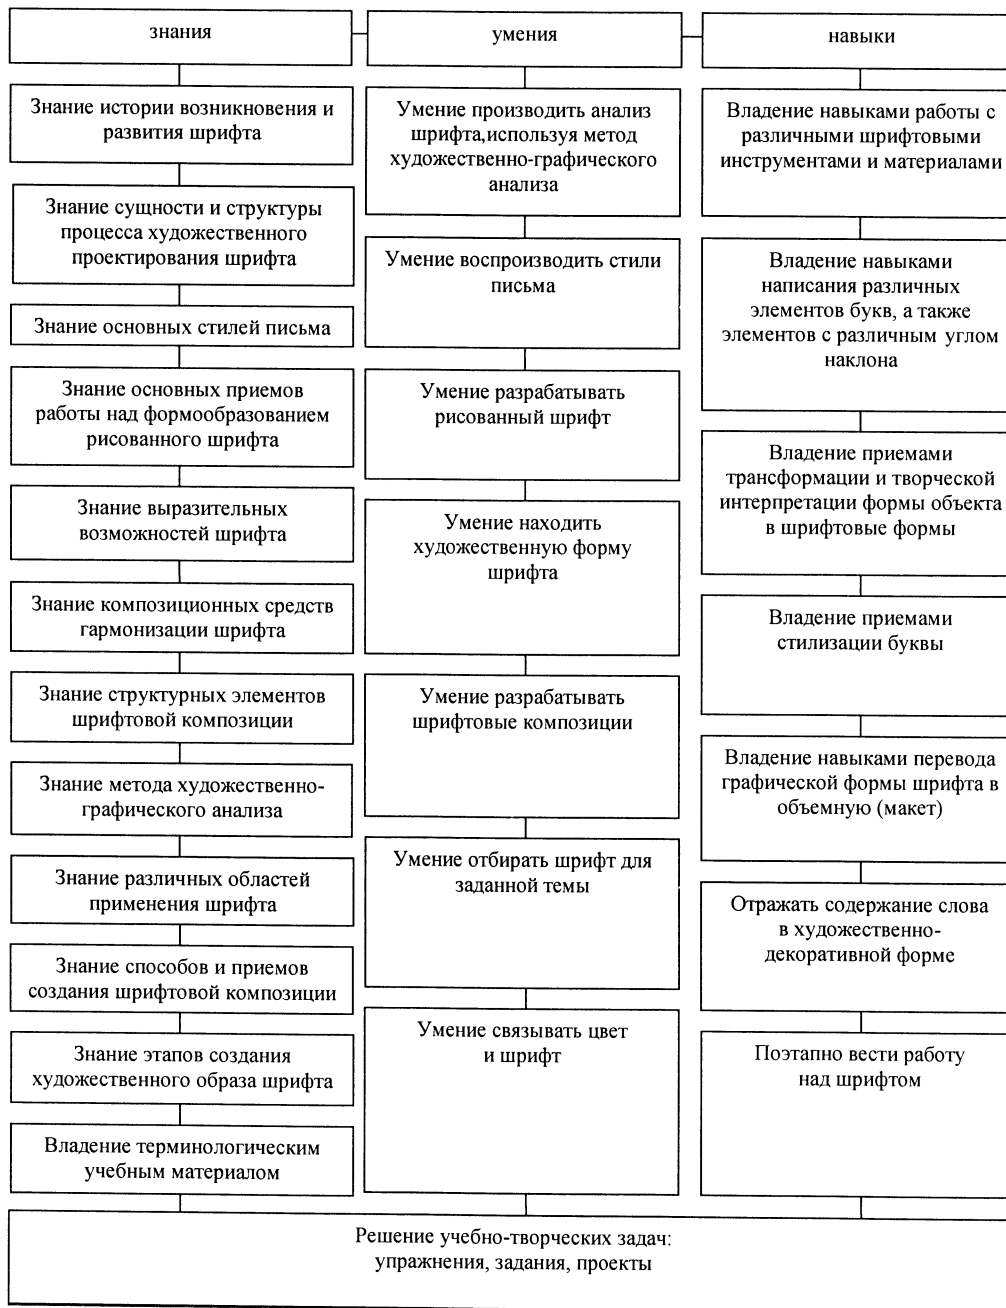 знания
Знание истории возникновения и
развития шрифта
Знание сущности и структуры
процесса художественного
проектирования шрифта
Знание основных стилей письма
Знание основных приемов
работы над формообразованием
рисованного шрифта
Знание выразительных
возможностей шрифта
Знание композиционных средств
гармонизации шрифта
Знание структурных элементов
шрифтовой композиции
Знание метода художественно-
графического анализа
Знание различных областей
применения шрифта
Знание способов и приемов
создания шрифтовой композиции
Знание этапов создания
художественного образа шрифта
Владение терминологическим
учебным материалом
умения
Умение производить анализ
шрифта,используя метод
художественно-графического
анализа
Умение воспроизводить стили
письма
Умение разрабатывать
рисованный шрифт
Умение находить
художественную форму
шрифта
Умение разрабатывать
шрифтовые композиции
Умение отбирать шрифт для
заданной темы
Умение связывать цвет
и шрифт
навыки
Владение навыками работы с
различными шрифтовыми
инструментами и материалами
Владение навыками
написания различных
элементов букв, а также
элементов с различным углом
наклона
Владение приемами
трансформации и творческой
интерпретации формы объекта
в шрифтовые формы
Владение приемами
стилизации буквы
Владение навыками перевода
графической формы шрифта в
объемную (макет)
Отражать содержание слова
в художественно-
декоративной форме
Поэтапно вести работу
над шрифтом
Решение учебно-творческих задач:
упражнения, задания, проекты